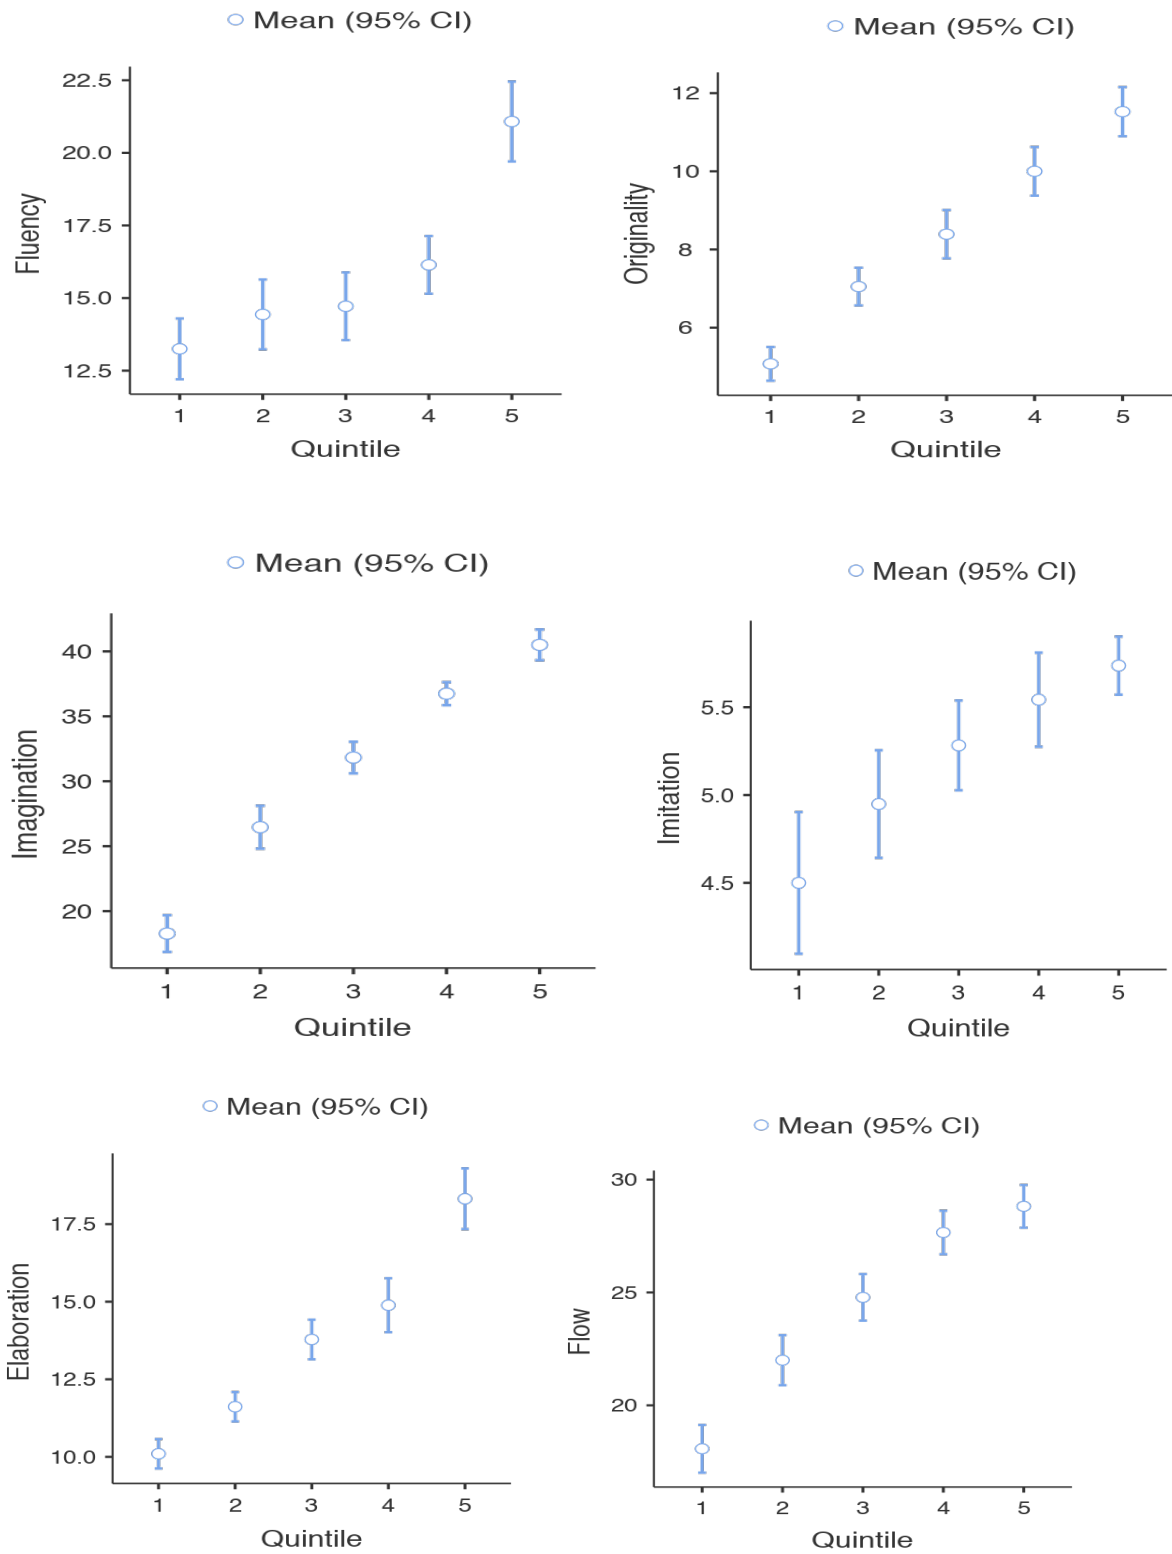 Mean (95% CI)
22.5
20.0
17.5
15.0
12.5
Fluency
1 2 3 4 5
Quintile
Mean (95% CI)
12
10
8
6
Originality
1 2 3 4 5
Quintile
Mean (95% CI)
40
35
30
25
20
Imagination
1 2 3 4 5
Quintile
Mean (95% CI)
5.5
5.0
4.5
Imitation
1 2 3 4 5
Quintile
Mean (95% CI)
17.5
15.0
12.5
10.0
Elaboration
1 2 3 4 5
Quintile
Mean (95% CI)
30
25
20
Flow
1 2 3 4 5
Quintile